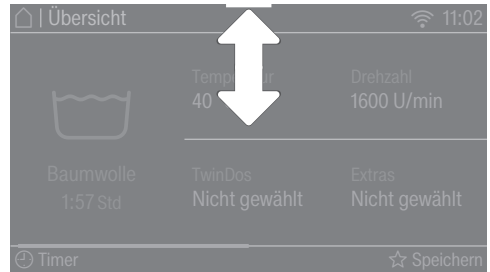 | Übersicht 11:02
Drehzahl
40 1600 U/min
Baumwolle TwinDos Extras
1:57 Std Nicht gewählt Nicht gewählt
Timer Speichern